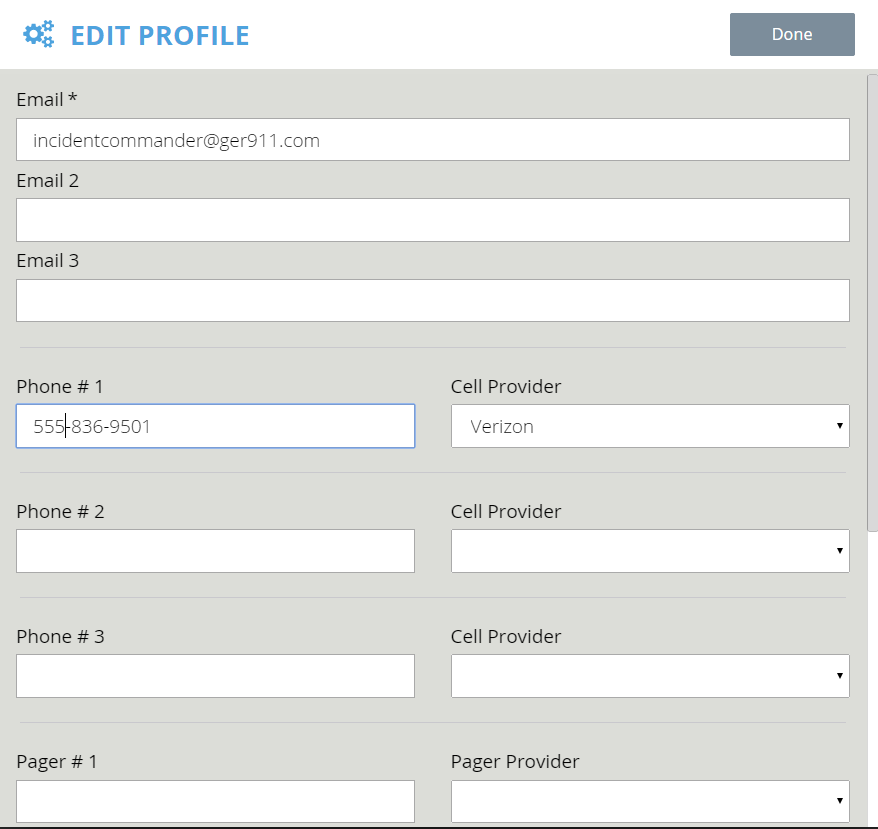 EDIT PROFILE Done
Email *
incidentcommander@ger911.com
Email 2
Email 3
Phone # 1 Cell Provider
555-836-9501 Verizon
Phone # 2 Cell Provider
Phone # 3 Cell Provider
Pager # 1 Pager Provider